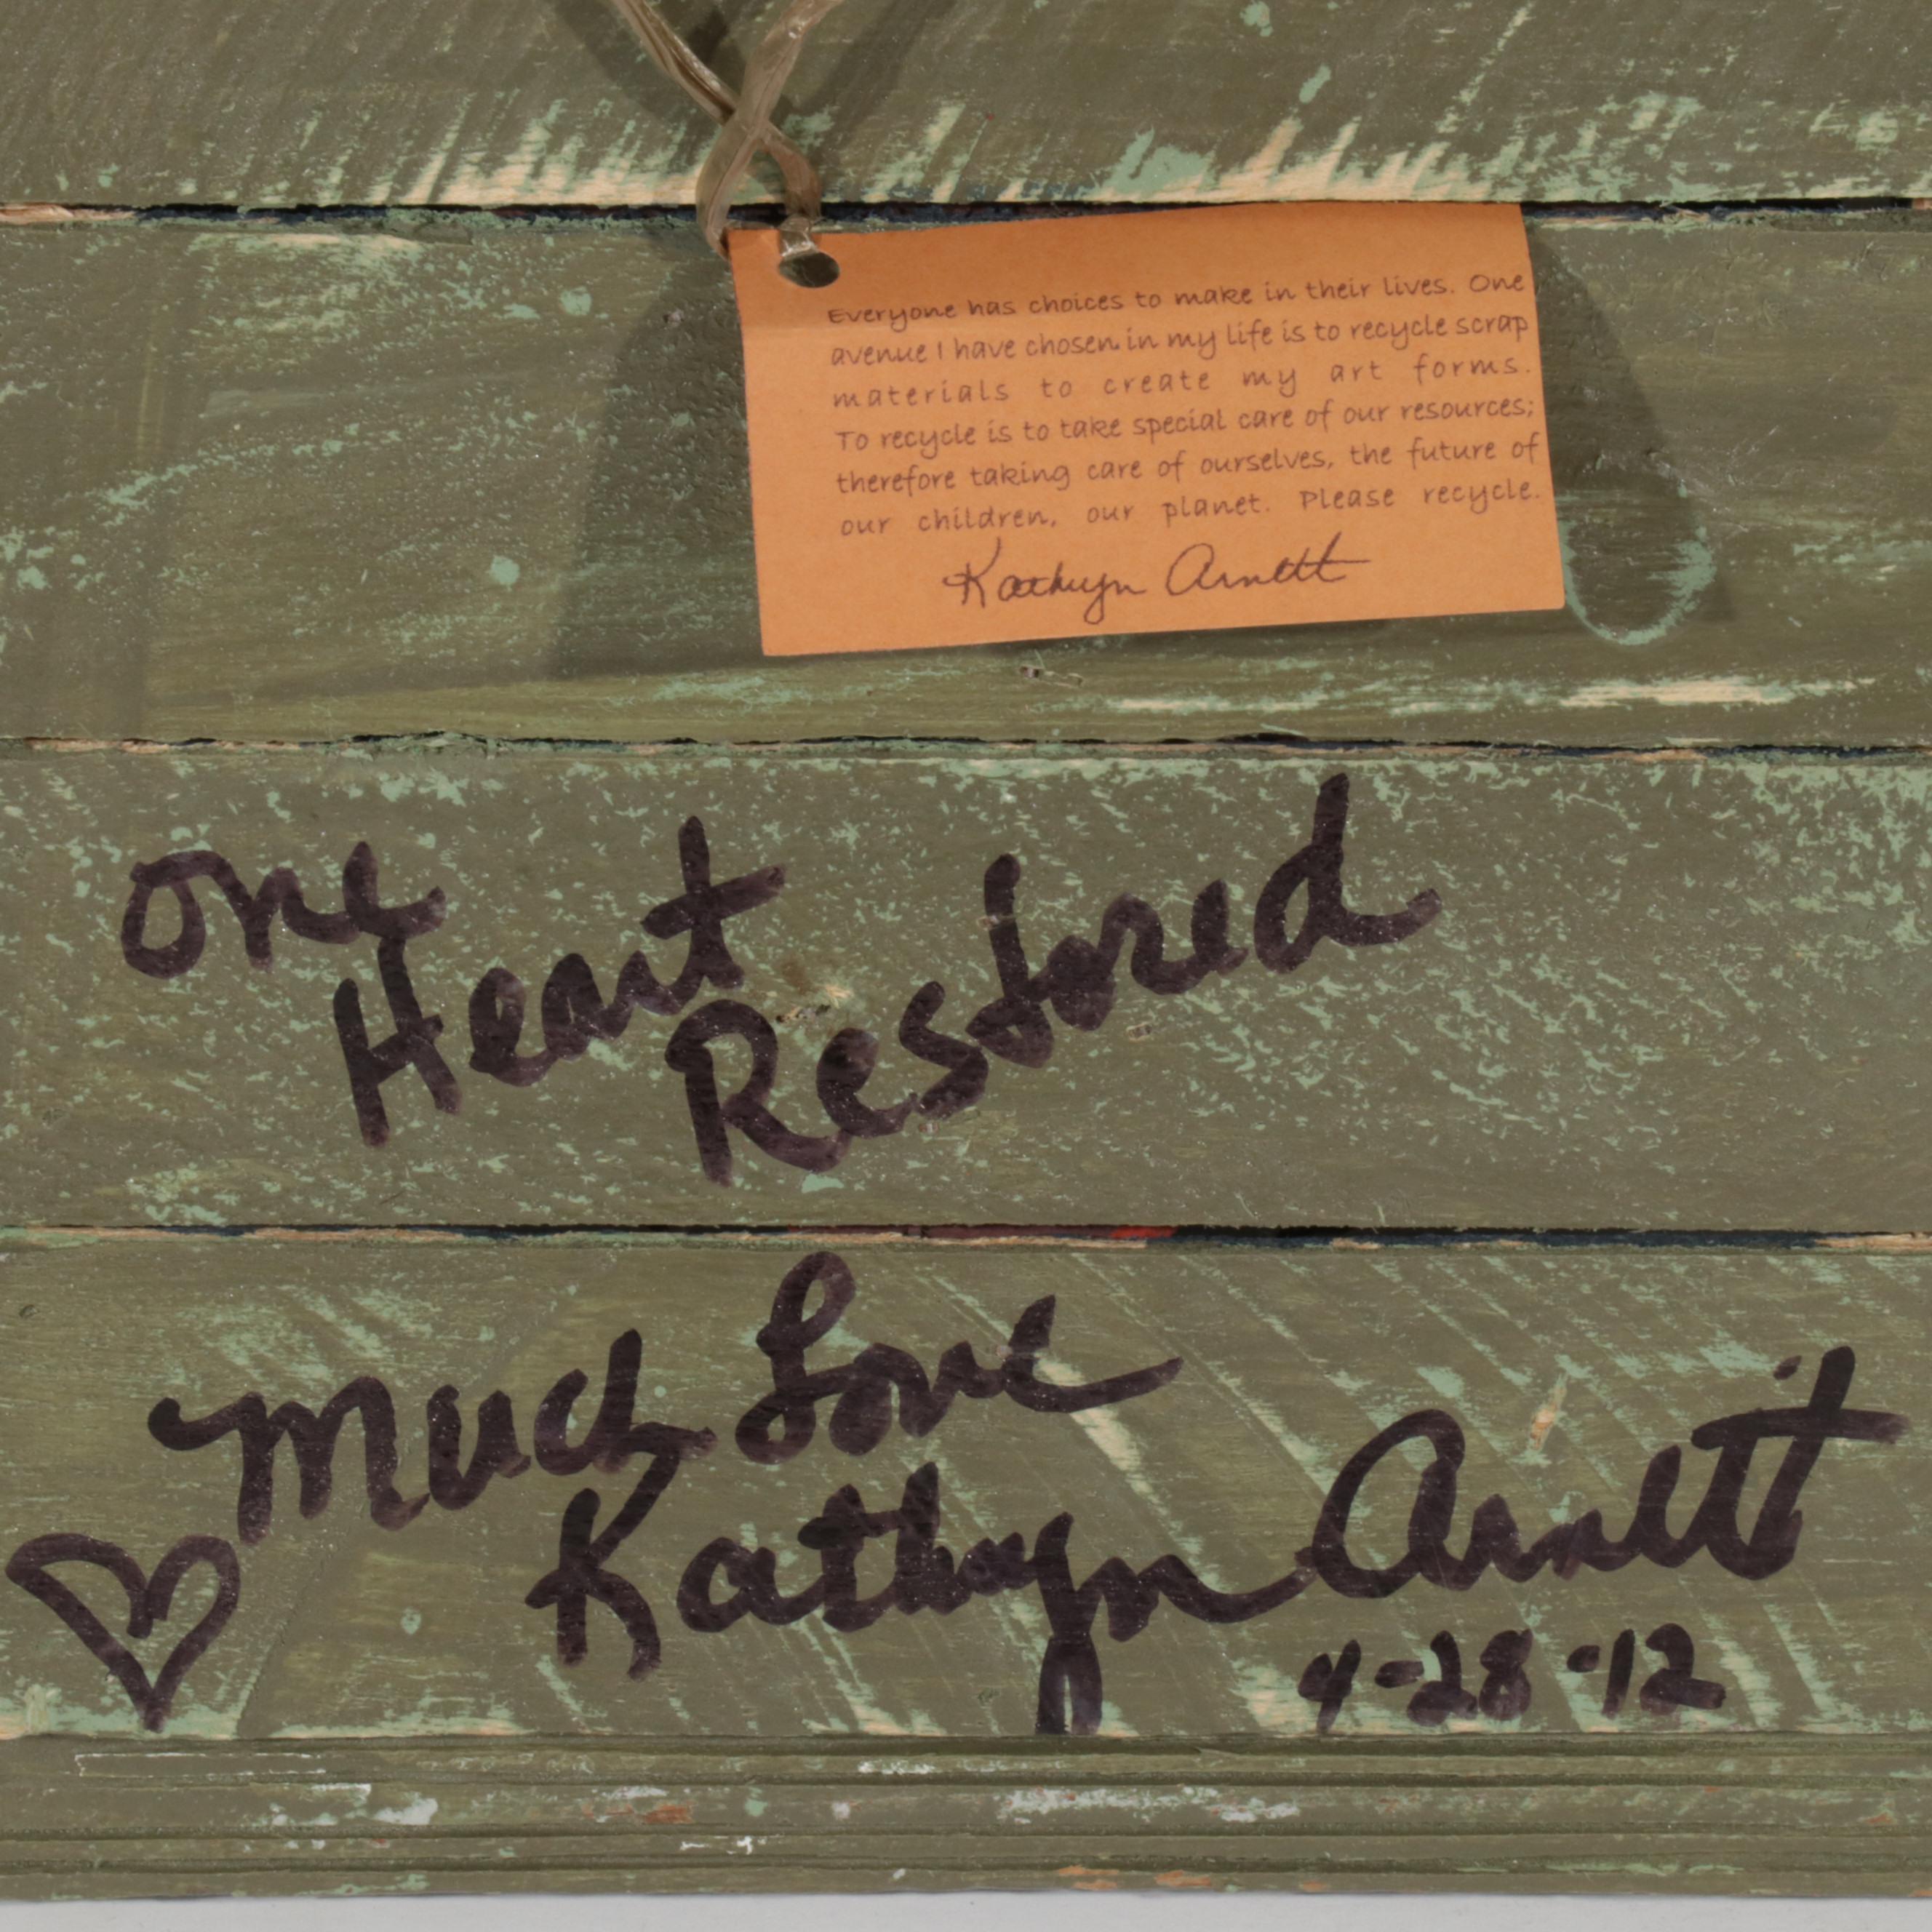 Everyone has choices to make in their lives. One
avenue I have chosen in my life is to recycle scrap
materials to create my art forms.
To recycle is to take special care of our resources;
therefore taking care of ourselves, the future of
our children, our planet. Please recycle.
Kathryn Arnett
One
Heart
Restored
Much Love
Kathryn Arnett
4-28-12